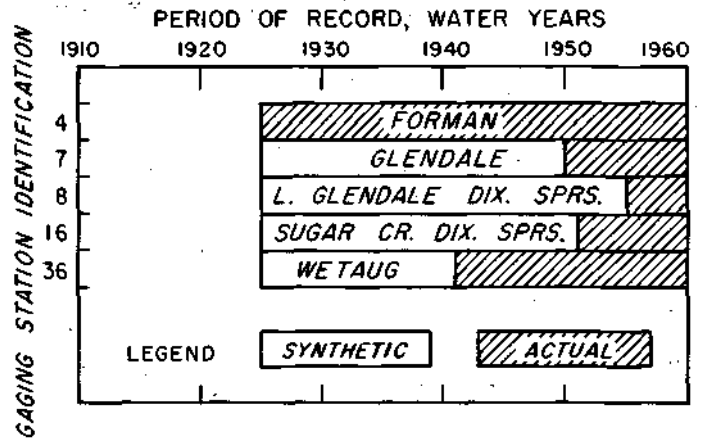 PERIOD OF RECORD, WATER YEARS
1910 1920 1930 1940 1950 1960
GAGING STATION IDENTIFICATION
4 FORMAN
7 GLENDALE
8 L. GLENDALE DIX. SPRS.
16 SUGAR CR. DIX. SPRS.
36 WETAUG
LEGEND SYNTHETIC ACTUAL